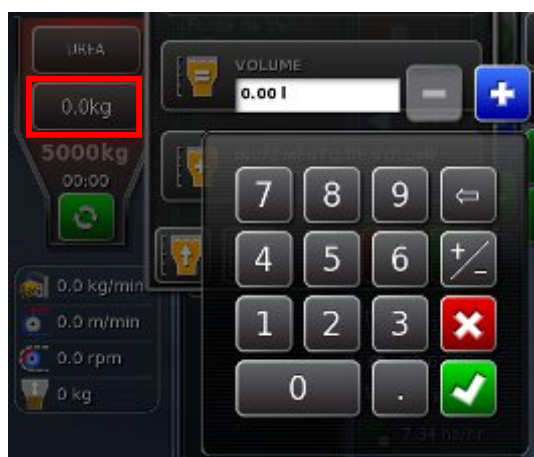 UREA
0.0kg
5000kg
00:00
VOLUME
0.00 l
7 8 9
4 5 6 +/-
1 2 3
0 .
0.0 kg/min
0.0 m/min
0.0 rpm
0 kg
7.34 ha/hr